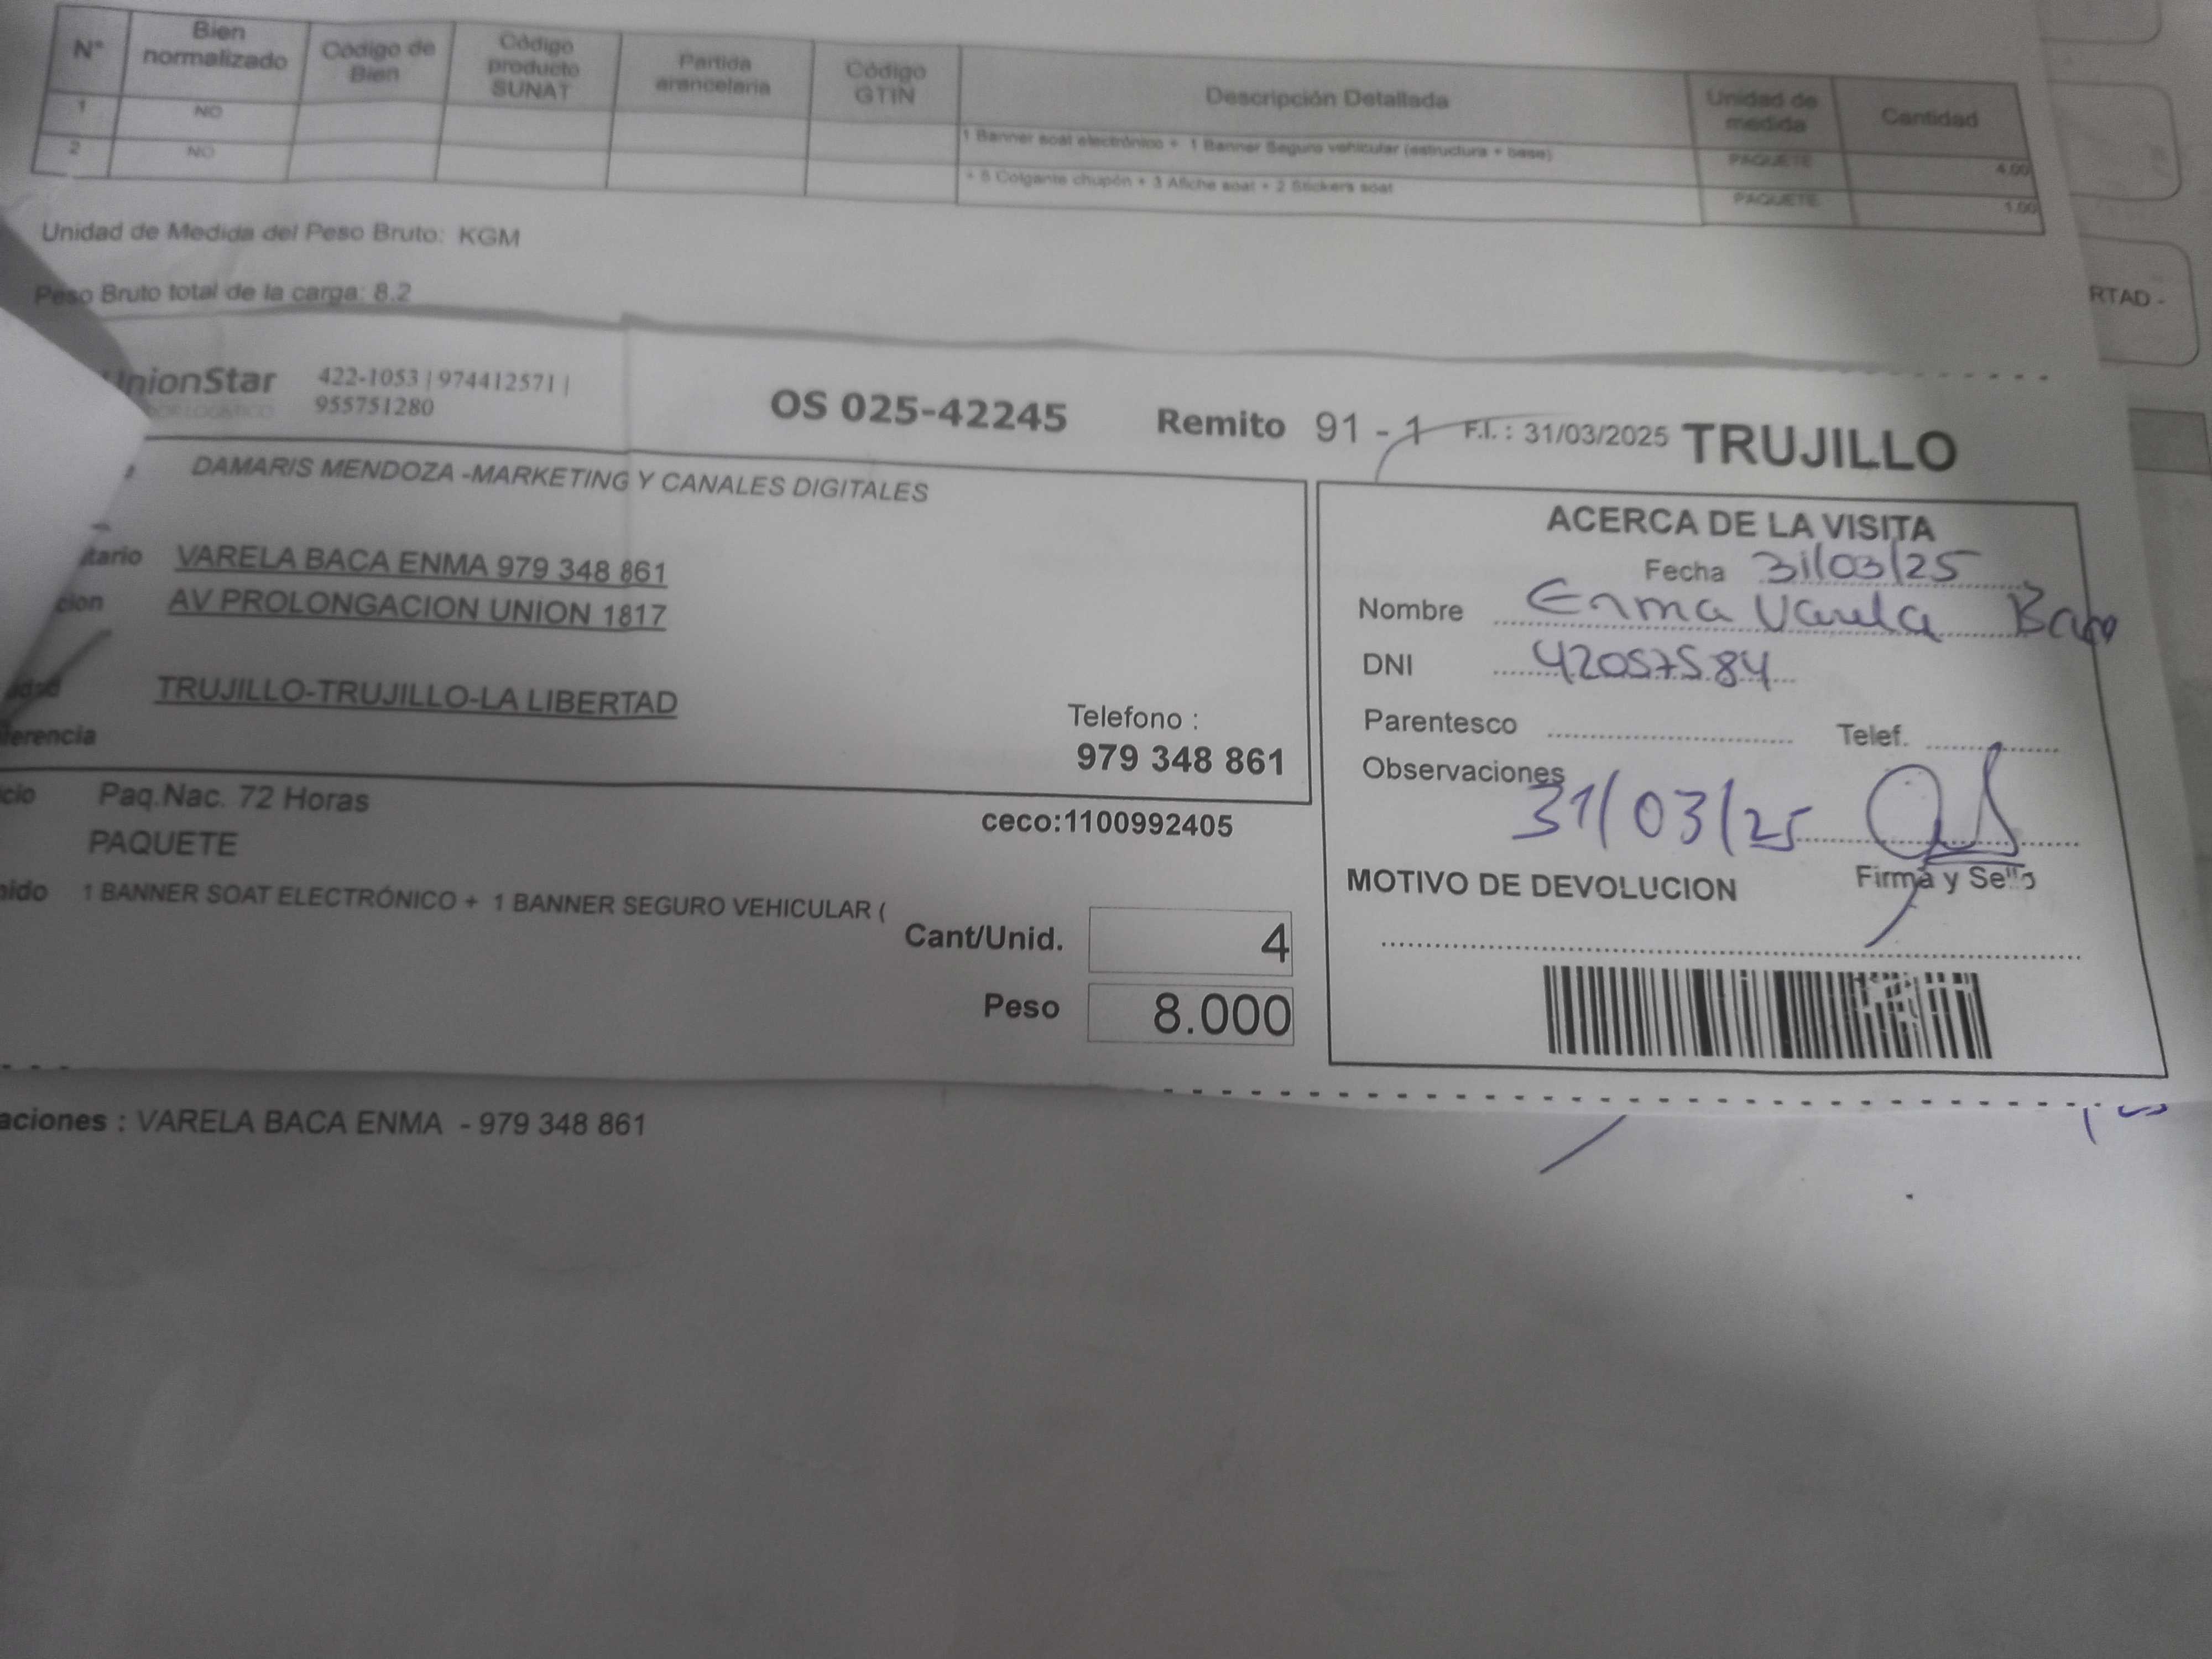 N° Bien normalizado Código de Bien Código producto SUNAT Partida arancelaria Código GTIN Descripción Detallada Unidad de medida Cantidad
1 NO 1 Banner soat electrónico + 1 Banner Seguro vehicular (estructura + base) PAQUETE 4.00
2 NO + 5 Colgante chupón + 3 Afiche soat + 2 Stickers soat PAQUETE 1.00
Unidad de Medida del Peso Bruto: KGM
Peso Bruto total de la carga: 8.2
RTAD -
UnionStar 422-1053 | 974412571 |
955751280
OS 025-42245 Remito 91 - 1 F.I. : 31/03/2025 TRUJILLO
DAMARIS MENDOZA -MARKETING Y CANALES DIGITALES
tario VARELA BACA ENMA 979 348 861
cion AV PROLONGACION UNION 1817
TRUJILLO-TRUJILLO-LA LIBERTAD
ferencia
Telefono :
979 348 861
cio Paq.Nac. 72 Horas
PAQUETE
ceco:1100992405
nido 1 BANNER SOAT ELECTRÓNICO + 1 BANNER SEGURO VEHICULAR (
Cant/Unid. 4
Peso 8.000
ACERCA DE LA VISITA
Fecha 31/03/25
Nombre Enma Varela Baca
DNI 42057584
Parentesco Telef.
Observaciones
31/03/25
Firma y Sello
MOTIVO DE DEVOLUCION
aciones : VARELA BACA ENMA - 979 348 861